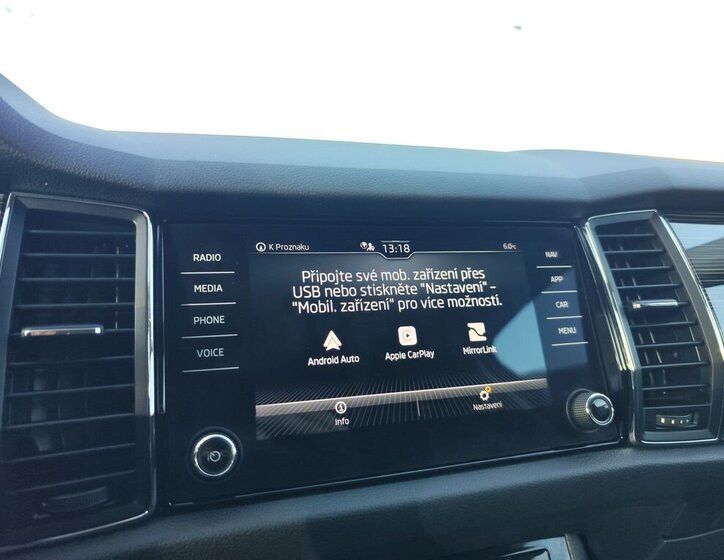 K Proznaku
13:18
6.0°C
RADIO
MEDIA
PHONE
VOICE
Připojte své mob. zařízení přes
USB nebo stiskněte "Nastavení" –
"Mobil. zařízení" pro více možností.
Android Auto
Apple CarPlay
MirrorLink
Info
Nastavení
NAV
APP
CAR
MENU